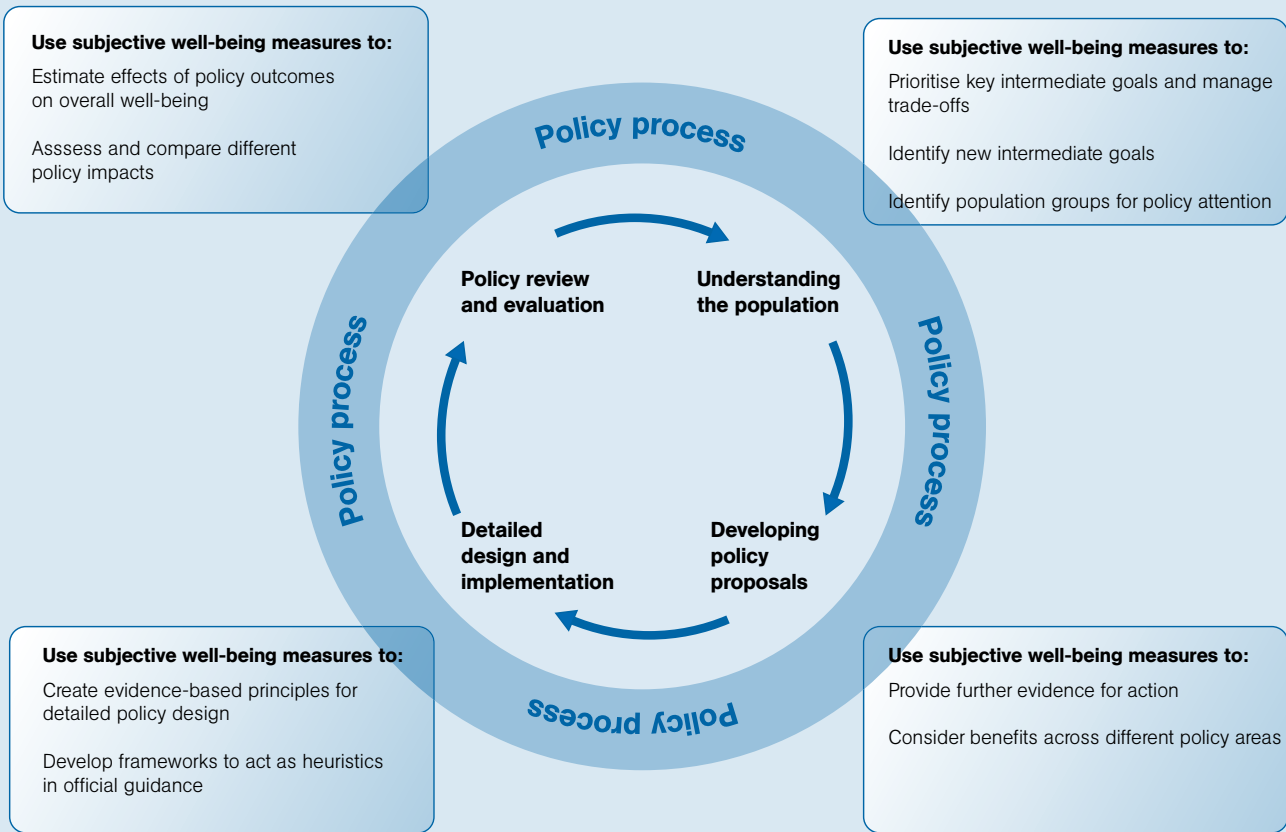 Use subjective well-being measures to:
Estimate effects of policy outcomes
on overall well-being
Asssess and compare different
policy impacts
Use subjective well-being measures to:
Prioritise key intermediate goals and manage
trade-offs
Identify new intermediate goals
Identify population groups for policy attention
Policy process
Policy review
and evaluation
Understanding
the population
Policy process
Policy process
Detailed
design and
implementation
Developing
policy
proposals
Policy process
Use subjective well-being measures to:
Create evidence-based principles for
detailed policy design
Develop frameworks to act as heuristics
in official guidance
Use subjective well-being measures to:
Provide further evidence for action
Consider benefits across different policy areas